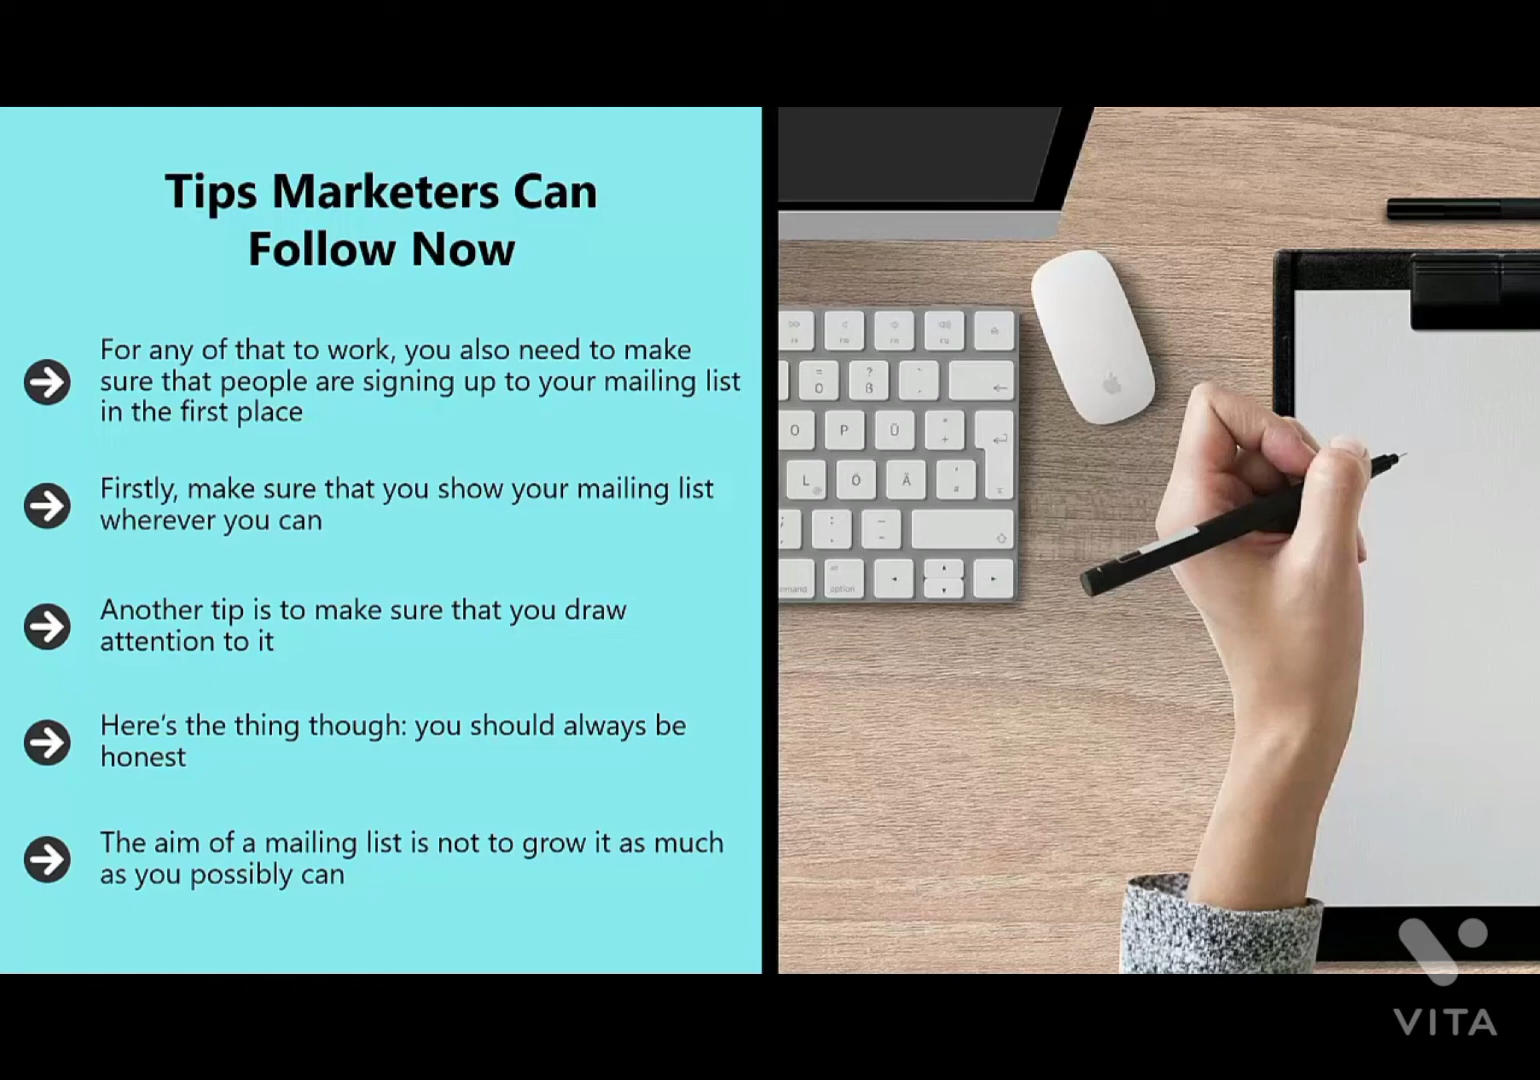 Tips Marketers Can
Follow Now
For any of that to work, you also need to make
sure that people are signing up to your mailing list
in the first place
Firstly, make sure that you show your mailing list
wherever you can
Another tip is to make sure that you draw
attention to it
Here's the thing though: you should always be
honest
The aim of a mailing list is not to grow it as much
as you possibly can
O P Ü
L Ö Ä
option
VITA